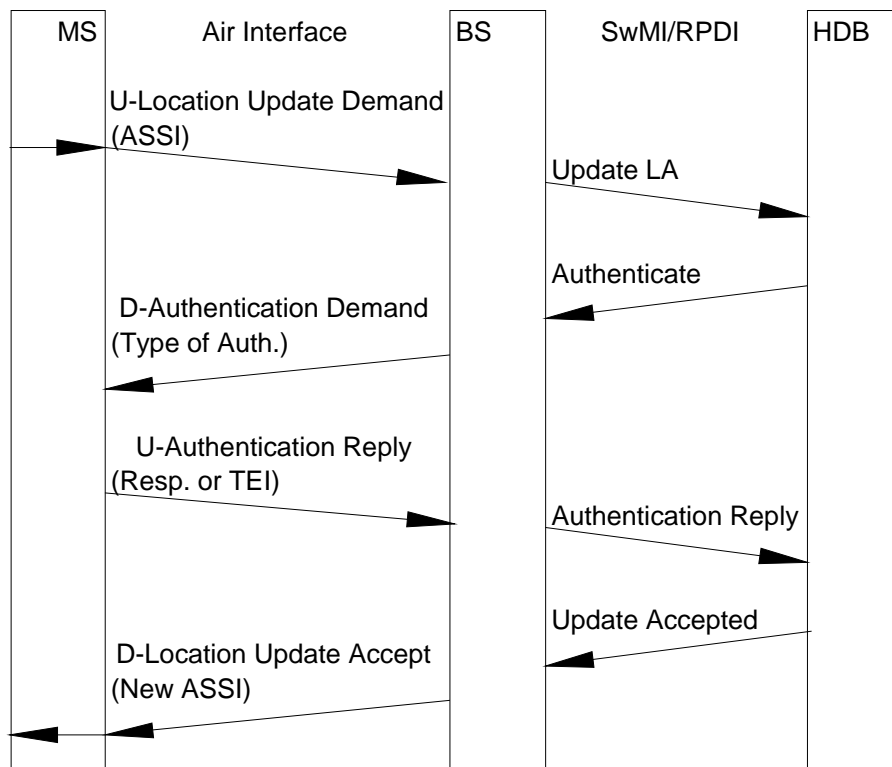 MS Air Interface BS SwMI/RPDI HDB
U-Location Update Demand
(ASSI)
Update LA
Authenticate
D-Authentication Demand
(Type of Auth.)
U-Authentication Reply
(Resp. or TEI)
Authentication Reply
Update Accepted
D-Location Update Accept
(New ASSI)